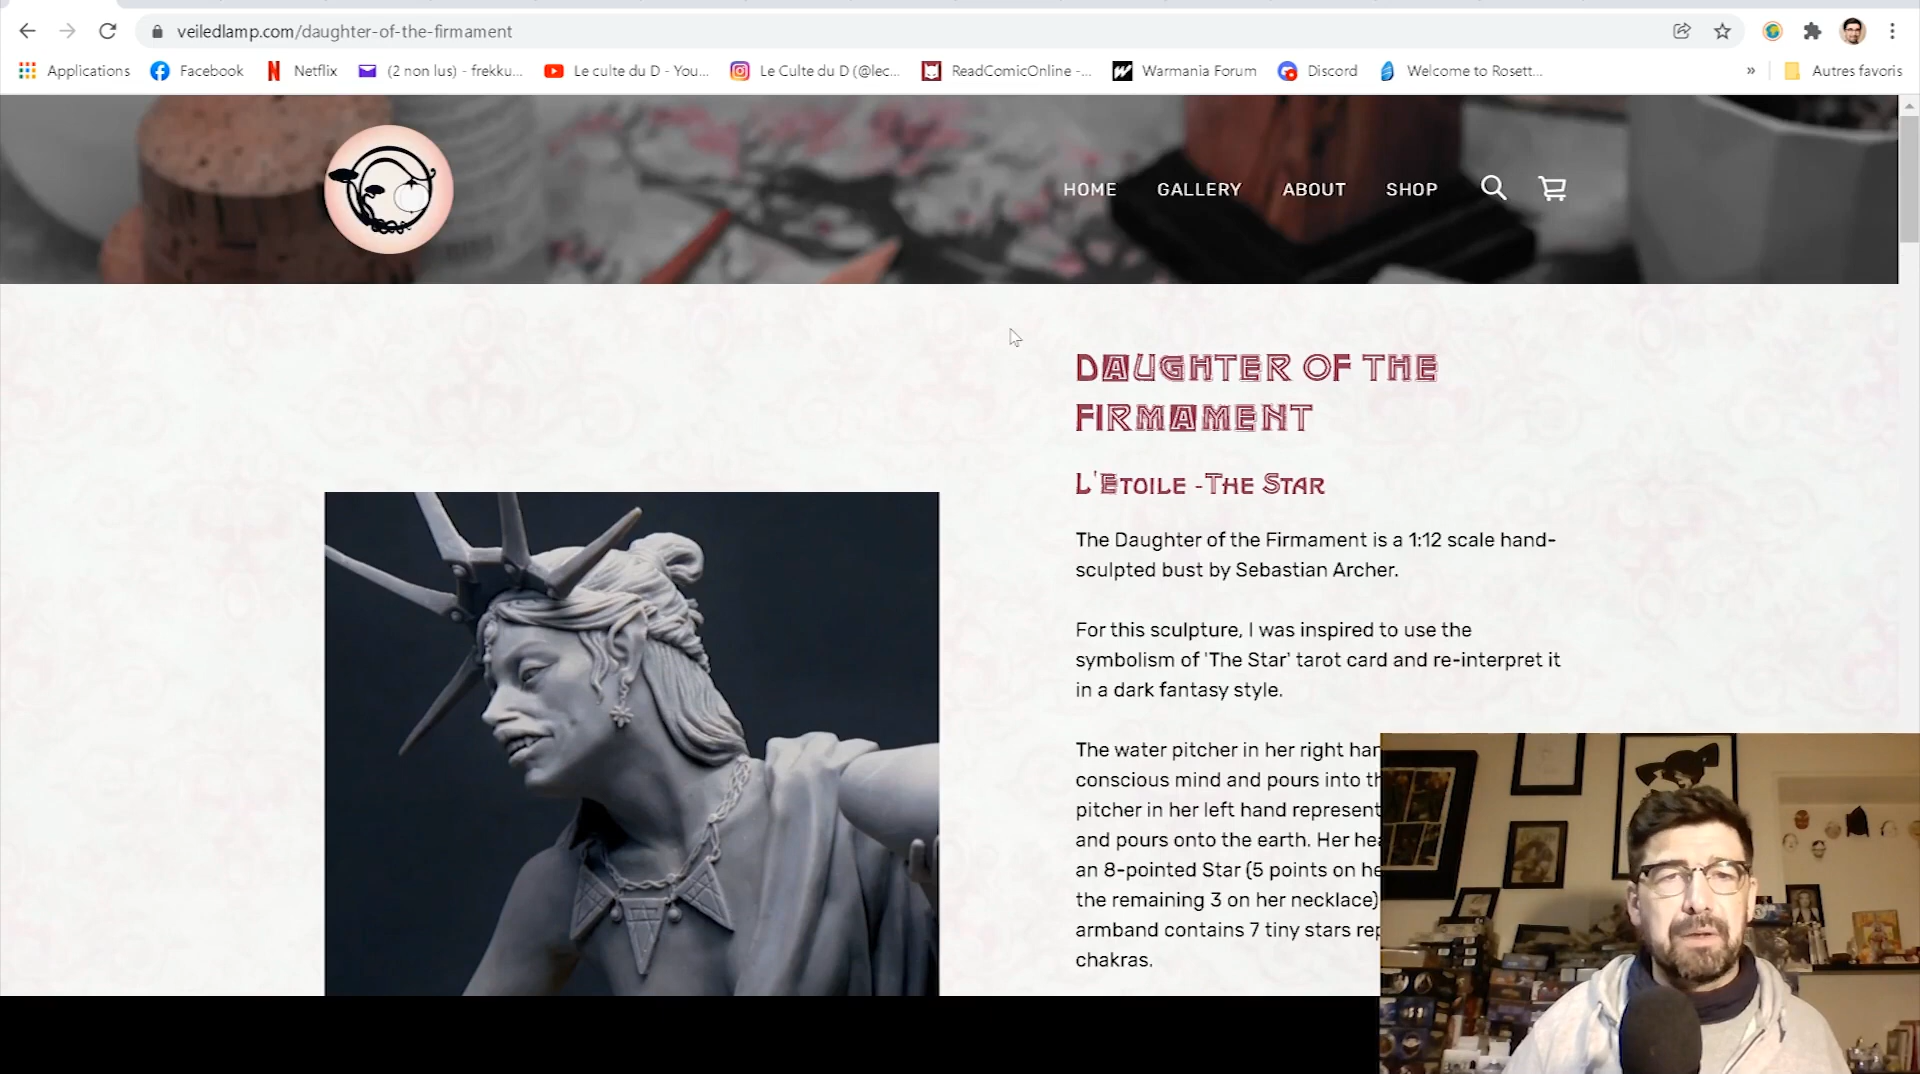 veiledlamp.com/daughter-of-the-firmament
Applications
Facebook
Netflix
(2 non lus) - frekku...
Le culte du D - You...
Le Culte du D (@lec...
ReadComicOnline -...
Warmania Forum
Discord
Welcome to Rosett...
»
Autres favoris
HOME
GALLERY
ABOUT
SHOP
DAUGHTER OF THE
FIRMAMENT
L'ETOILE -THE STAR
The Daughter of the Firmament is a 1:12 scale hand-
sculpted bust by Sebastian Archer.
For this sculpture, I was inspired to use the
symbolism of 'The Star' tarot card and re-interpret it
in a dark fantasy style.
The water pitcher in her right
conscious mind and pours into
pitcher in her left hand
and pours onto the earth. Her
an 8-pointed Star (5 points on
the remaining 3 on her necklace)
armband contains 7 tiny stars
chakras.